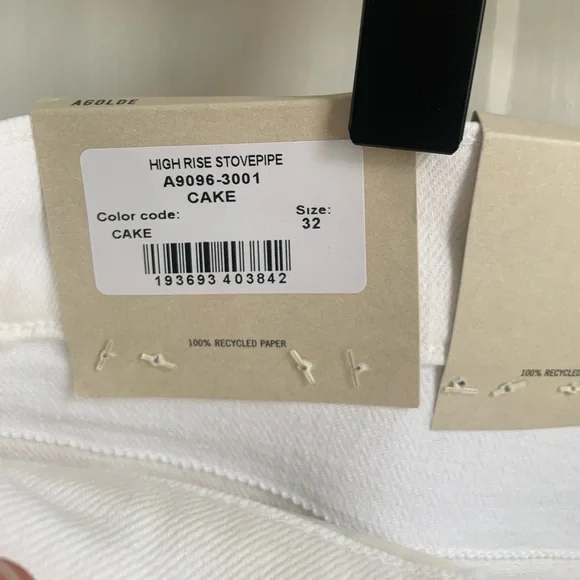 AGOLDE
HIGH RISE STOVEPIPE
A9096-3001
CAKE
Color code:
Size:
CAKE
32
193693 403842
100% RECYCLED PAPER
100% RECYCLED